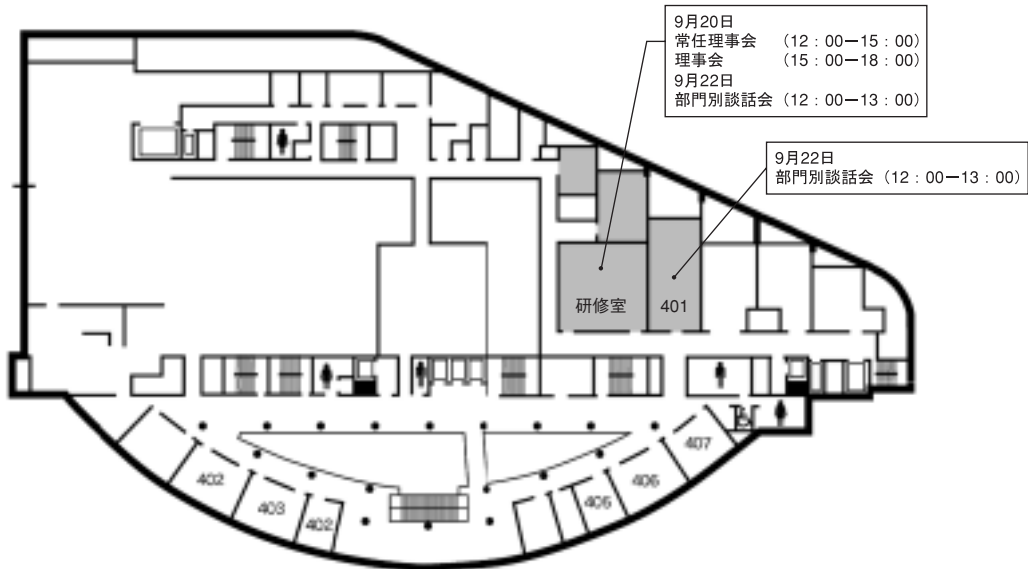 9月20日
常任理事会 (12：00ー15：00)
理事会 (15：00ー18：00)
9月22日
部門別談話会 (12：00ー13：00)
9月22日
部門別談話会 (12：00ー13：00)
研修室
401
402
403
402
405
406
407